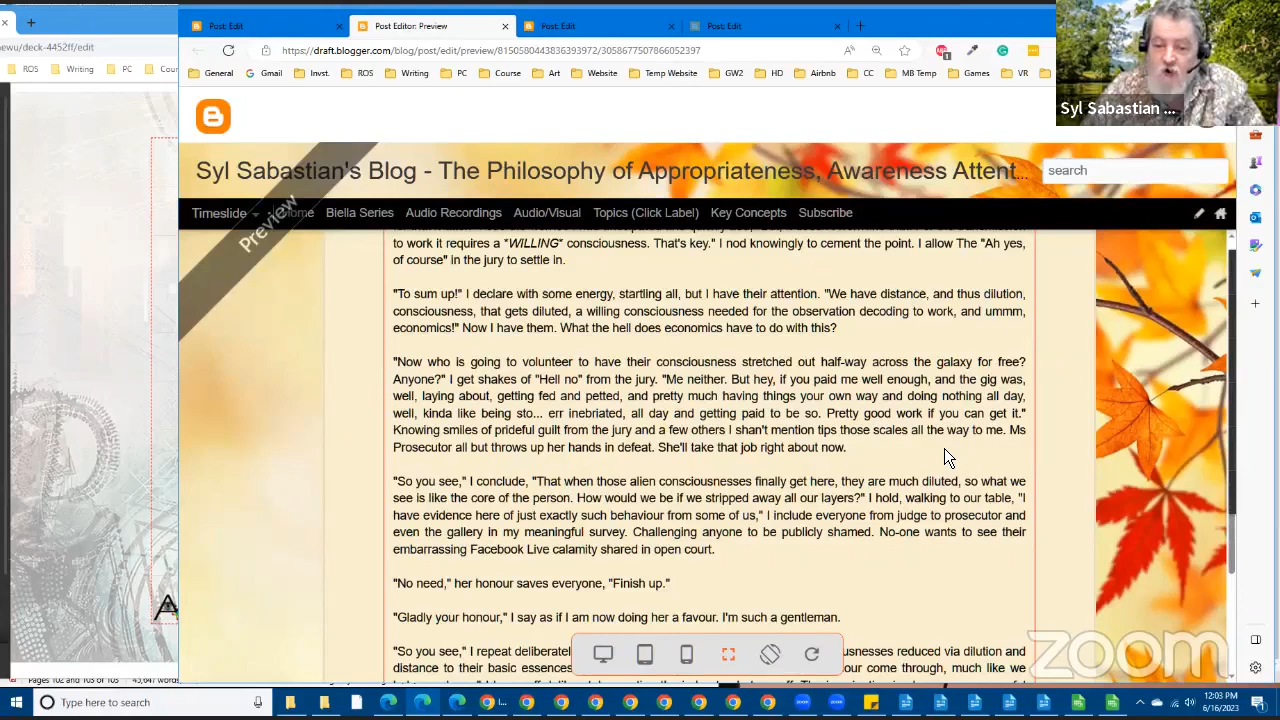 Post: Edit
Post Editor: Preview
Post: Edit
Post: Edit
ewu/deck-4452ff/edit
https://draft.blogger.com/blog/post/edit/preview/8150580443836393972/3058677507866052397
ROS
Writing
PC
General
Gmail
Invst.
ROS
Writing
PC
Course
Art
Website
Temp Website
GW2
HD
Airbnb
CC
MB Temp
Games
VR
Syl Sabastian ...
Syl Sabastian's Blog - The Philosophy of Appropriateness, Awareness Attent...
search
Timeslide
Home
Biella Series
Audio Recordings
Audio/Visual
Topics (Click Label)
Key Concepts
Subscribe
Preview
to work it requires a *WILLING* consciousness. That's key." I nod knowingly to cement the point. I allow The "Ah yes,
of course" in the jury to settle in.
"To sum up!" I declare with some energy, startling all, but I have their attention. "We have distance, and thus dilution,
consciousness, that gets diluted, a willing consciousness needed for the observation decoding to work, and ummm,
economics!" Now I have them. What the hell does economics have to do with this?
"Now who is going to volunteer to have their consciousness stretched out half-way across the galaxy for free?
Anyone?" I get shakes of "Hell no" from the jury. "Me neither. But hey, if you paid me well enough, and the gig was,
well, laying about, getting fed and petted, and pretty much having things your own way and doing nothing all day,
well, kinda like being sto... err inebriated, all day and getting paid to be so. Pretty good work if you can get it."
Knowing smiles of prideful guilt from the jury and a few others I shan't mention tips those scales all the way to me. Ms
Prosecutor all but throws up her hands in defeat. She'll take that job right about now.
"So you see," I conclude, "That when those alien consciousnesses finally get here, they are much diluted, so what we
see is like the core of the person. How would we be if we stripped away all our layers?" I hold, walking to our table, "I
have evidence here of just exactly such behaviour from some of us," I include everyone from judge to prosecutor and
even the gallery in my meaningful survey. Challenging anyone to be publicly shamed. No-one wants to see their
embarrassing Facebook Live calamity shared in open court.
"No need," her honour saves everyone, "Finish up."
"Gladly your honour," I say as if I am now doing her a favour. I'm such a gentleman.
"So you see," I repeat deliberatel
usnesses reduced via dilution and
distance to their basic essences
our come through, much like we
zoom
Pages 102 and 103 of 103
43,647 words
Type here to search
12:03 PM
6/16/2023